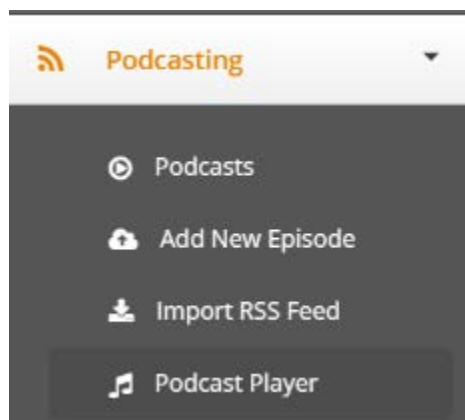 Podcasting
Podcasts
Add New Episode
Import RSS Feed
Podcast Player